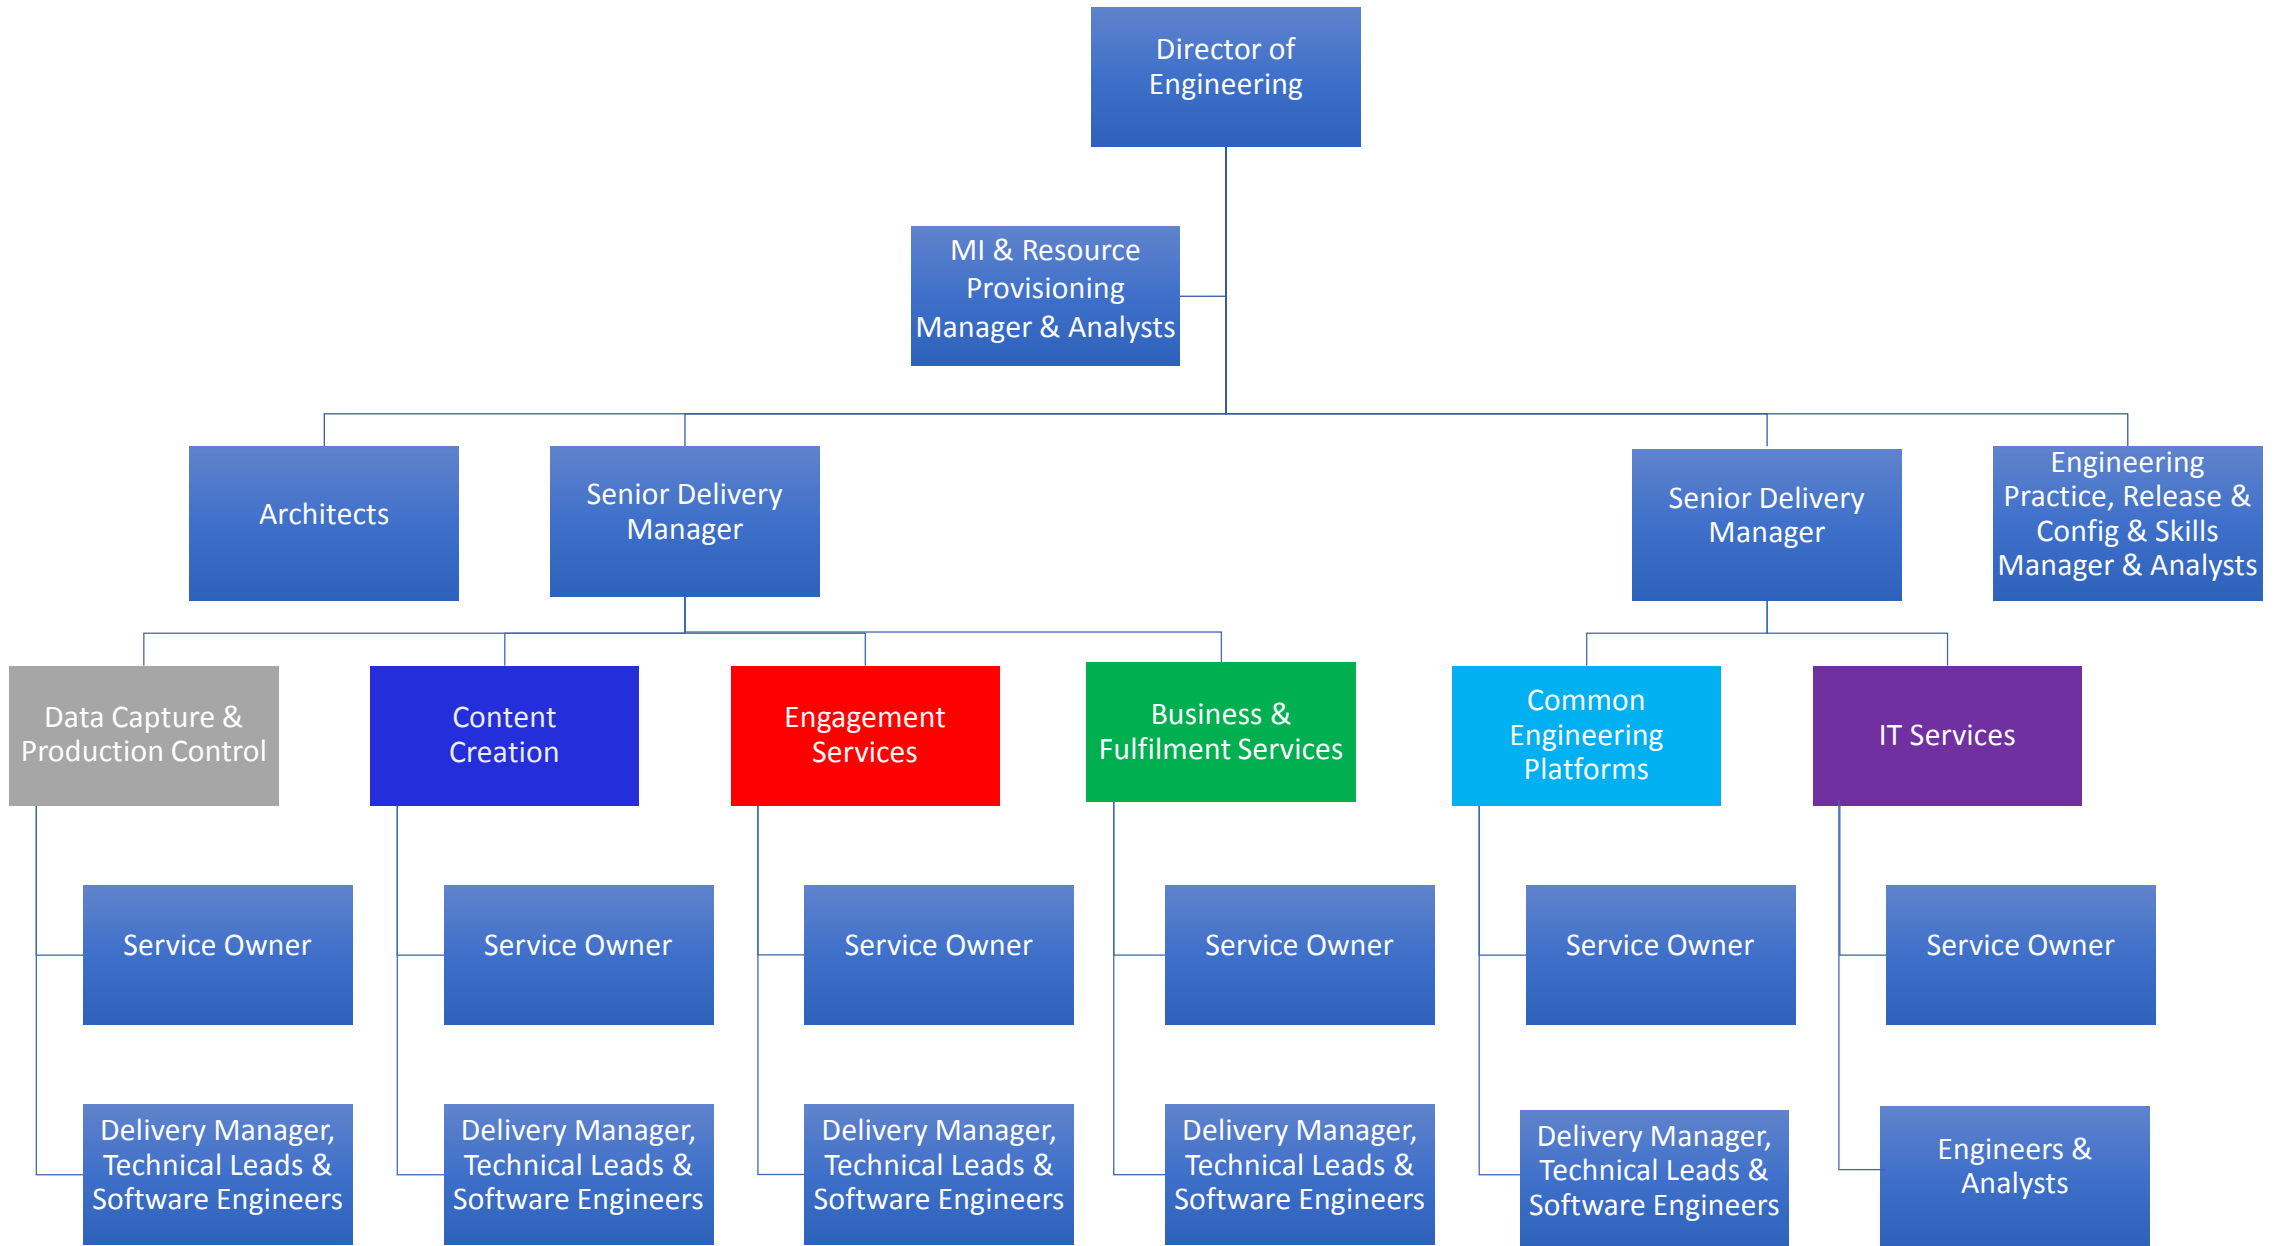 Director of
Engineering
MI & Resource
Provisioning
Manager & Analysts
Architects
Senior Delivery
Manager
Senior Delivery
Manager
Engineering
Practice, Release &
Config & Skills
Manager & Analysts
Data Capture &
Production Control
Content
Creation
Engagement
Services
Business &
Fulfilment Services
Common
Engineering
Platforms
IT Services
Service Owner
Service Owner
Service Owner
Service Owner
Service Owner
Service Owner
Delivery Manager,
Technical Leads &
Software Engineers
Delivery Manager,
Technical Leads &
Software Engineers
Delivery Manager,
Technical Leads &
Software Engineers
Delivery Manager,
Technical Leads &
Software Engineers
Delivery Manager,
Technical Leads &
Software Engineers
Engineers &
Analysts